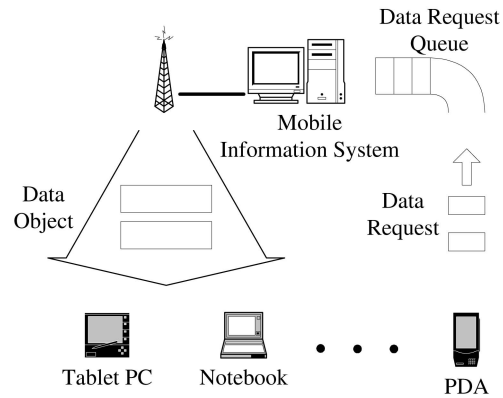 Data Request
Queue
Mobile
Information System
Data
Object
Data
Request
Tablet PC
Notebook
PDA